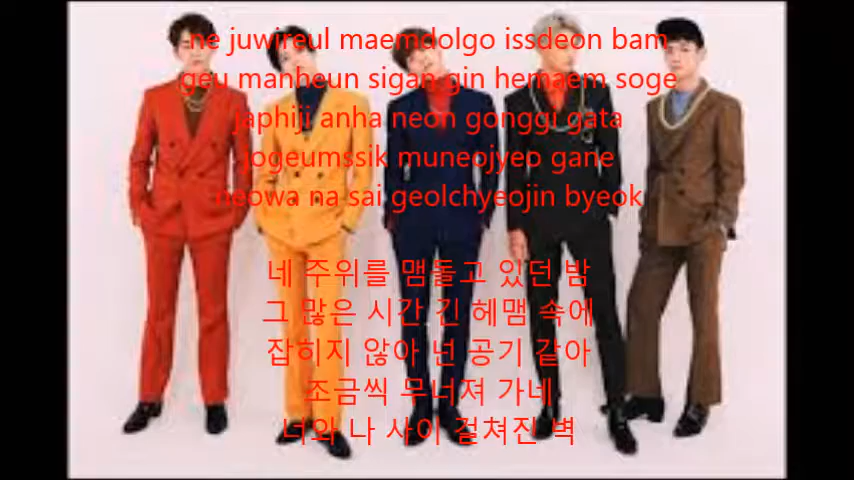 ne juwireul maemdolgo issdeon bam
geu manheun sigan gin hemaem soge
japhiji anha neon gonggi gata
jogeumssik muneojyeo gane
neowa na sai geolchyeojin byeok
네 주위를 맴돌고 있던 밤
그 많은 시간 긴 헤맴 속에
잡히지 않아 넌 공기 같아
조금씩 무너져 가네
너와 나 사이 걸쳐진 벽